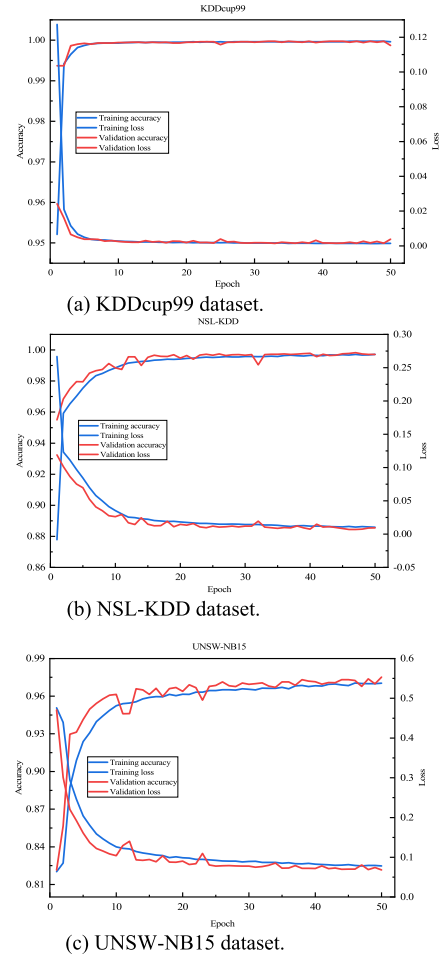 KDDcup99
1.00
0.99
0.98
0.97
0.96
0.95
Accuracy
0.12
0.10
0.08
0.06
0.04
0.02
0.00
Loss
Training accuracy
Training loss
Validation accuracy
Validation loss
0 10 20 30 40 50
Epoch
(a) KDDcup99 dataset.
NSL-KDD
1.00
0.98
0.96
0.94
0.92
0.90
0.88
0.86
Accuracy
0.30
0.25
0.20
0.15
0.10
0.05
0.00
-0.05
Loss
Training accuracy
Training loss
Validation accuracy
Validation loss
0 10 20 30 40 50
Epoch
(b) NSL-KDD dataset.
UNSW-NB15
0.99
0.96
0.93
0.90
0.87
0.84
0.81
Accuracy
0.6
0.5
0.4
0.3
0.2
0.1
0.0
Loss
Training accuracy
Training loss
Validation accuracy
Validation loss
0 10 20 30 40 50
Epoch
(c) UNSW-NB15 dataset.